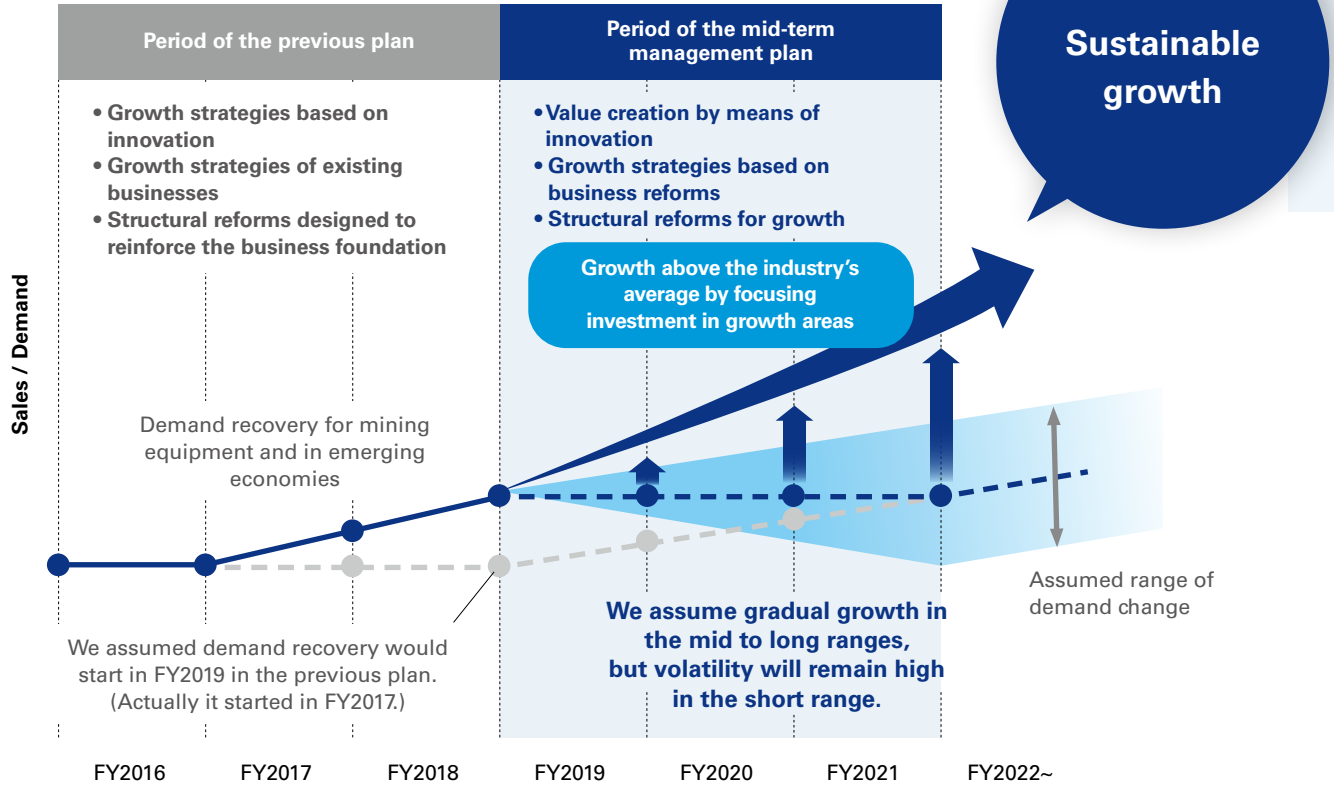 Period of the previous plan
Period of the mid-term
management plan
Sustainable
growth
• Growth strategies based on
innovation
• Growth strategies of existing
businesses
• Structural reforms designed to
reinforce the business foundation
• Value creation by means of
innovation
• Growth strategies based on
business reforms
• Structural reforms for growth
Growth above the industry's
average by focusing
investment in growth areas
Sales / Demand
Demand recovery for mining
equipment and in emerging
economies
Assumed range of
demand change
We assumed demand recovery would
start in FY2019 in the previous plan.
(Actually it started in FY2017.)
We assume gradual growth in
the mid to long ranges,
but volatility will remain high
in the short range.
FY2016 FY2017 FY2018 FY2019 FY2020 FY2021 FY2022~